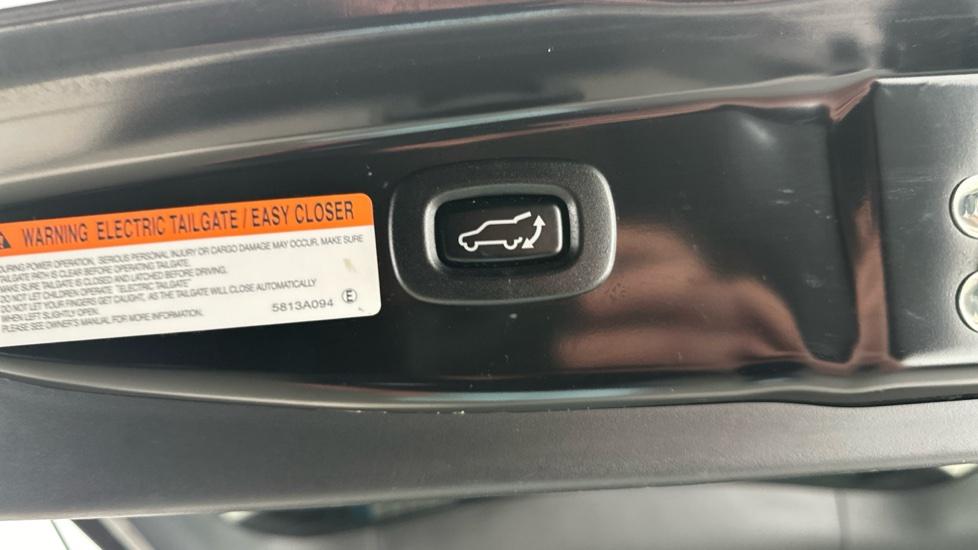 WARNING ELECTRIC TAILGATE / EASY CLOSER
DURING POWER OPERATION, SERIOUS PERSONAL INJURY OR CARGO DAMAGE MAY OCCUR. MAKE SURE
TAILGATE PATH IS CLEAR BEFORE OPERATING TAILGATE.
MAKE SURE TAILGATE IS CLOSED AND LATCHED BEFORE DRIVING.
DO NOT LET CHILDREN OPERATE "ELECTRIC TAILGATE"
DO NOT LET YOUR FINGERS GET CAUGHT, AS THE TAILGATE WILL CLOSE AUTOMATICALLY
WHEN LEFT SLIGHTLY OPEN.
PLEASE SEE OWNER'S MANUAL FOR MORE INFORMATION.
5813A094 E